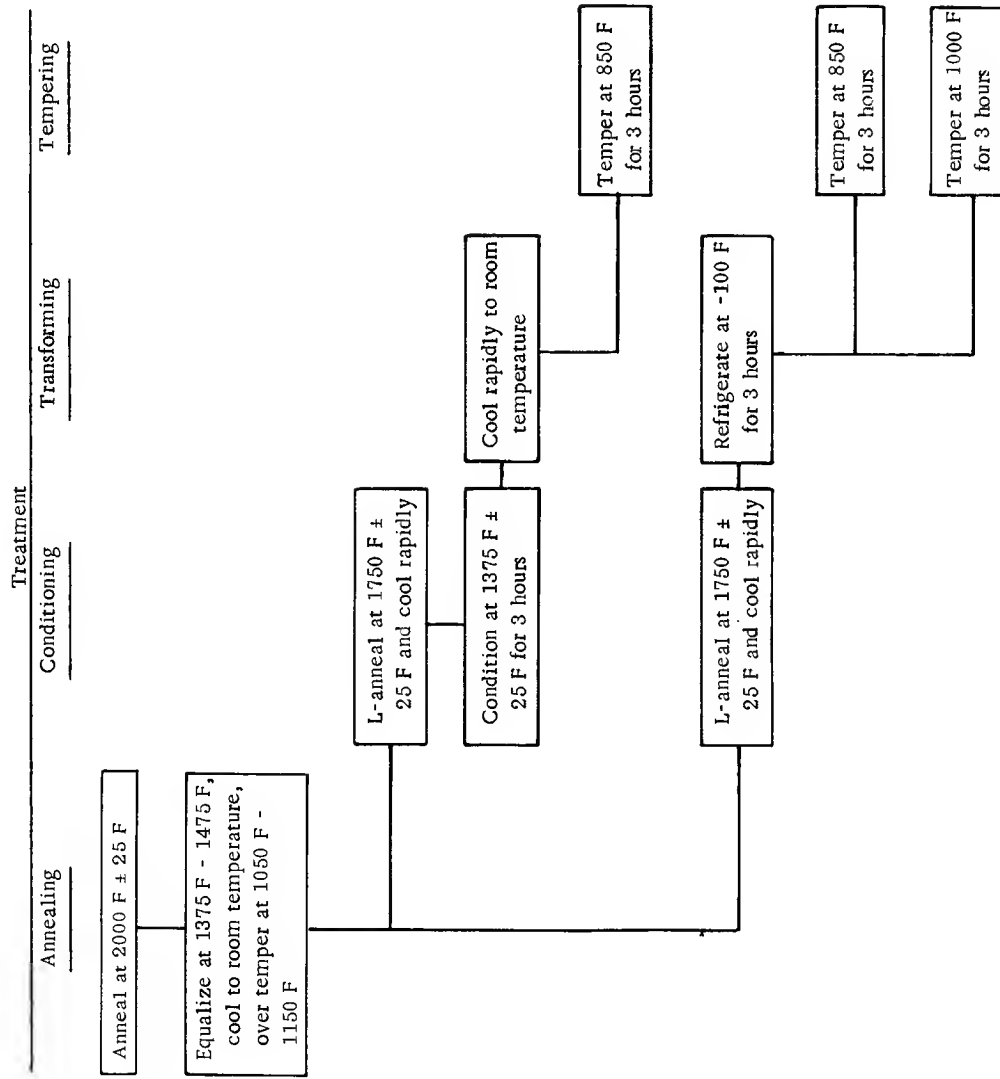 Treatment
Annealing
Conditioning
Transforming
Tempering
Anneal at 2000 F ± 25 F
Equalize at 1375 F - 1475 F,
cool to room temperature,
over temper at 1050 F -
1150 F
L-anneal at 1750 F ±
25 F and cool rapidly
Condition at 1375 F ±
25 F for 3 hours
Cool rapidly to room
temperature
Temper at 850 F
for 3 hours
L-anneal at 1750 F ±
25 F and cool rapidly
Refrigerate at -100 F
for 3 hours
Temper at 850 F
for 3 hours
Temper at 1000 F
for 3 hours